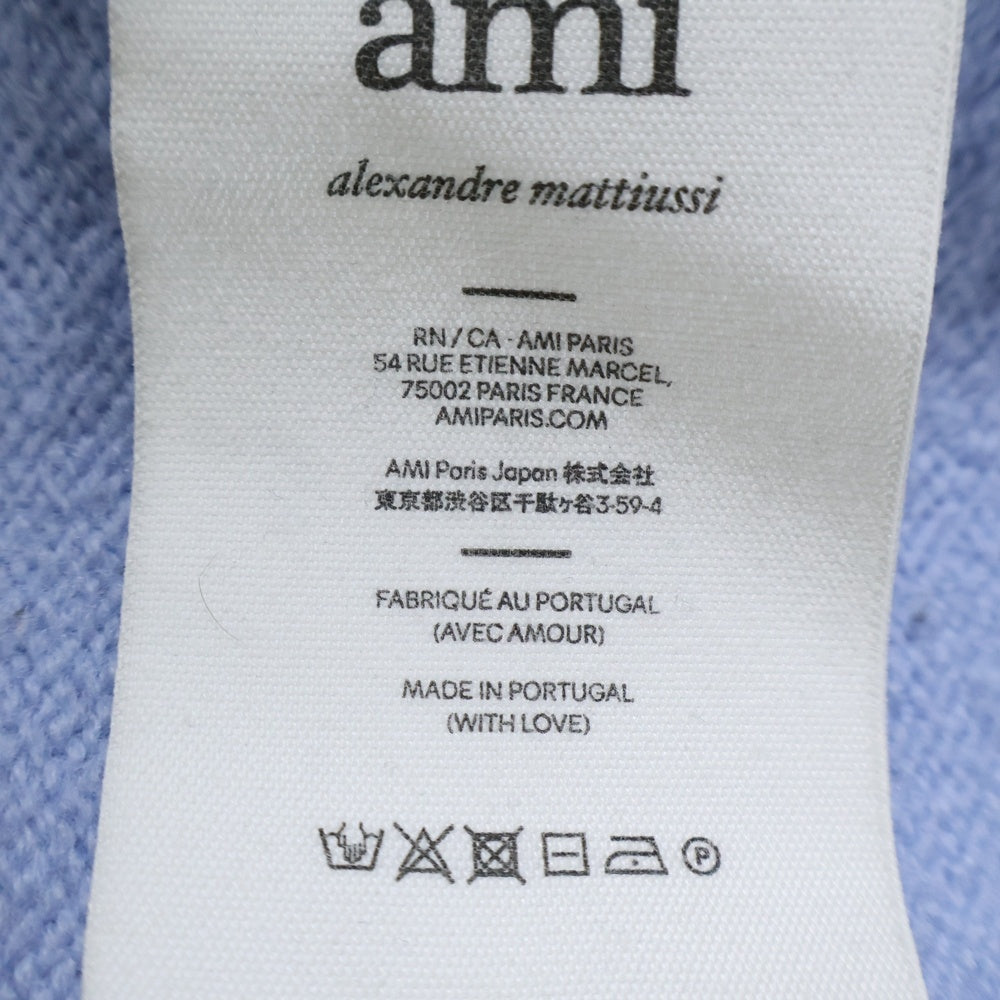 ami
alexandre mattiussi
RN / CA - AMI PARIS
54 RUE ETIENNE MARCEL,
75002 PARIS FRANCE
AMIPARIS.COM
AMI Paris Japan 株式会社
東京都渋谷区千駄ヶ谷3-59-4
FABRIQUÉ AU PORTUGAL
(AVEC AMOUR)
MADE IN PORTUGAL
(WITH LOVE)
P